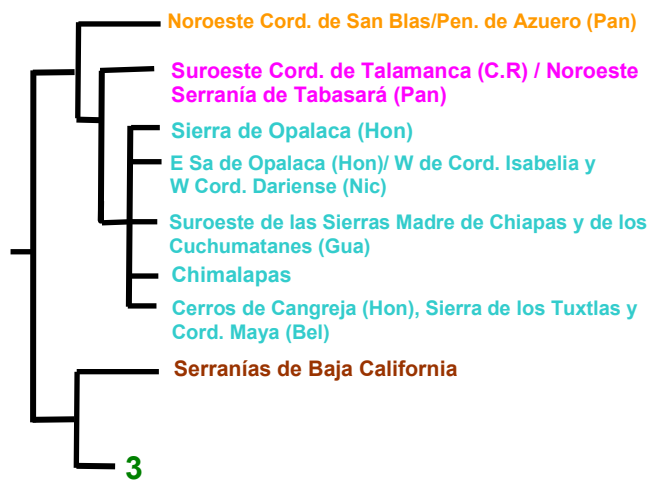 Noroeste Cord. de San Blas/Pen. de Azuero (Pan)
Suroeste Cord. de Talamanca (C.R) / Noroeste
Serranía de Tabasará (Pan)
Sierra de Opalaca (Hon)
E Sa de Opalaca (Hon)/ W de Cord. Isabelia y
W Cord. Dariense (Nic)
Suroeste de las Sierras Madre de Chiapas y de los
Cuchumatanes (Gua)
Chimalapas
Cerros de Cangreja (Hon), Sierra de los Tuxtlas y
Cord. Maya (Bel)
Serranías de Baja California
3